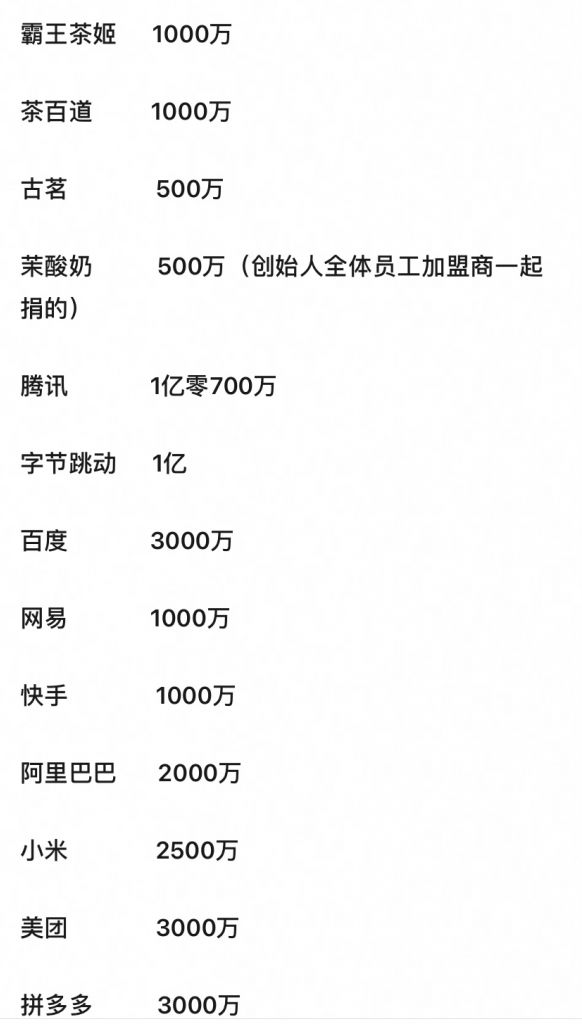 霸王茶姬 1000万
茶百道 1000万
古茗 500万
茉酸奶 500万（创始人全体员工加盟商一起
捐的）
腾讯 1亿零700万
字节跳动 1亿
百度 3000万
网易 1000万
快手 1000万
阿里巴巴 2000万
小米 2500万
美团 3000万
拼多多 3000万